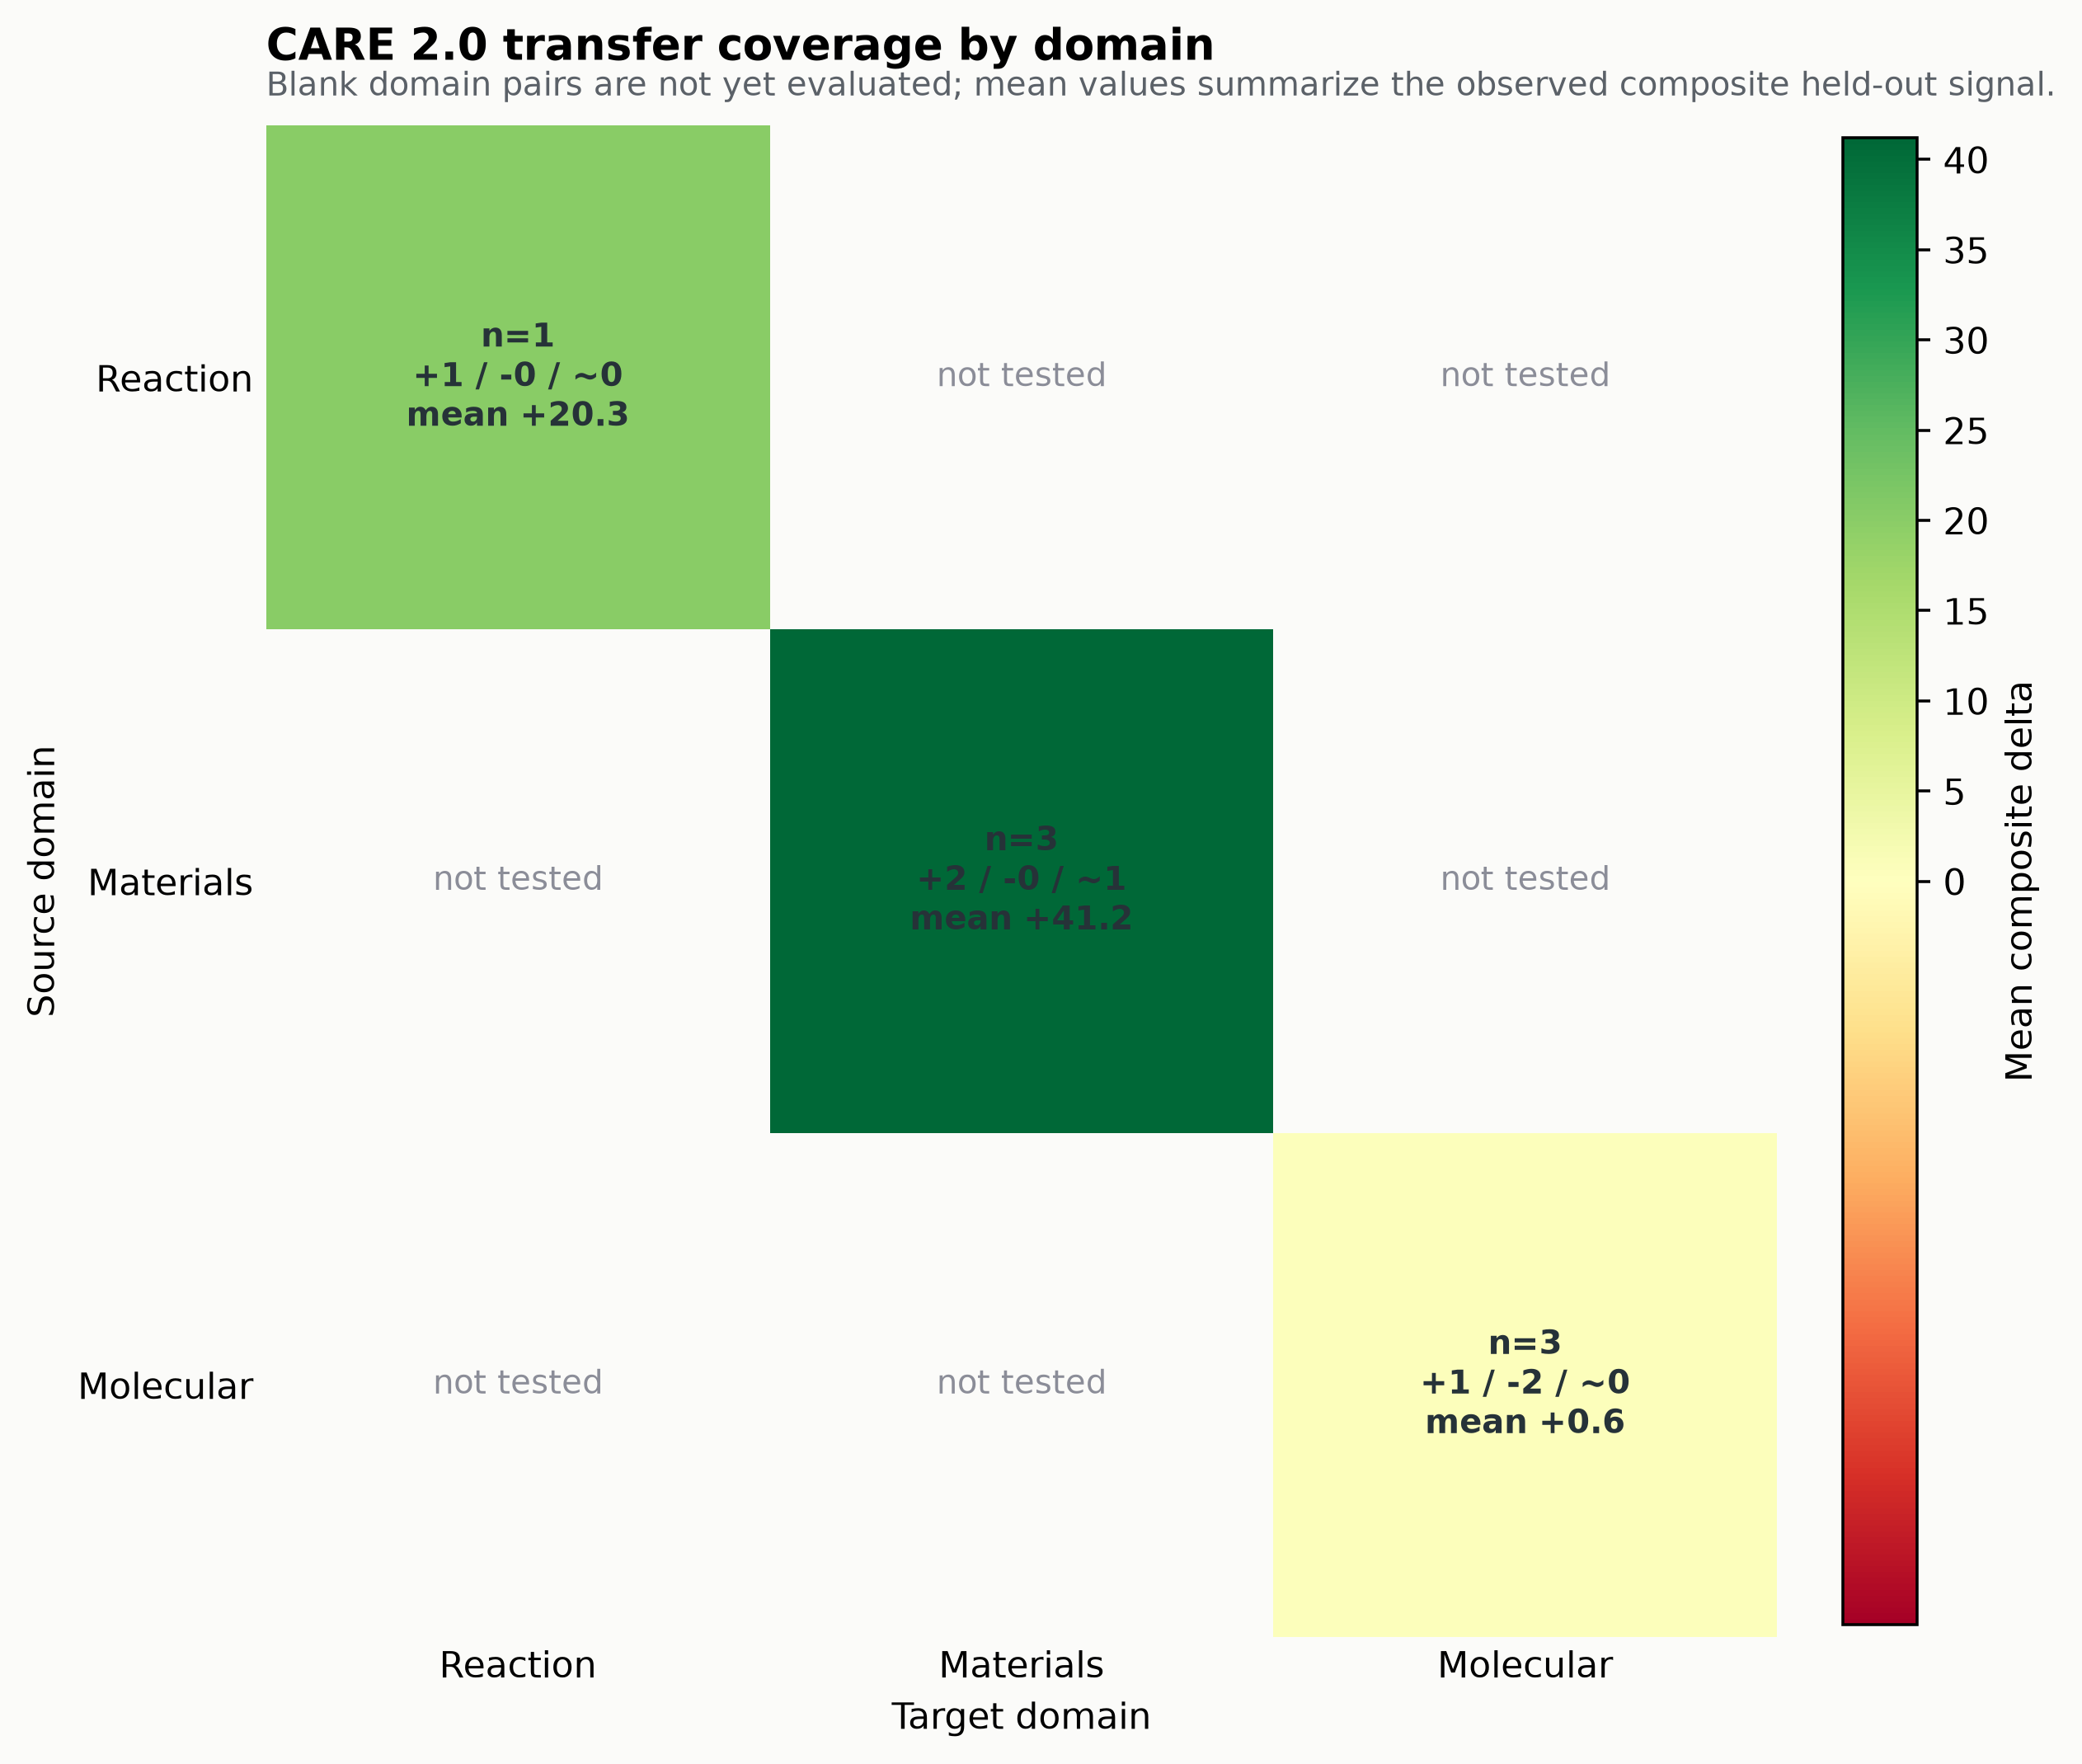 CARE 2.0 transfer coverage by domain
Blank domain pairs are not yet evaluated; mean values summarize the observed composite held-out signal.
Source domain
Reaction
n=1
+1 / -0 / ~0
mean +20.3
not tested
not tested
Materials
not tested
n=3
+2 / -0 / ~1
mean +41.2
not tested
Molecular
not tested
not tested
n=3
+1 / -2 / ~0
mean +0.6
Reaction
Materials
Molecular
Target domain
40
35
30
25
20
15
10
5
0
Mean composite delta